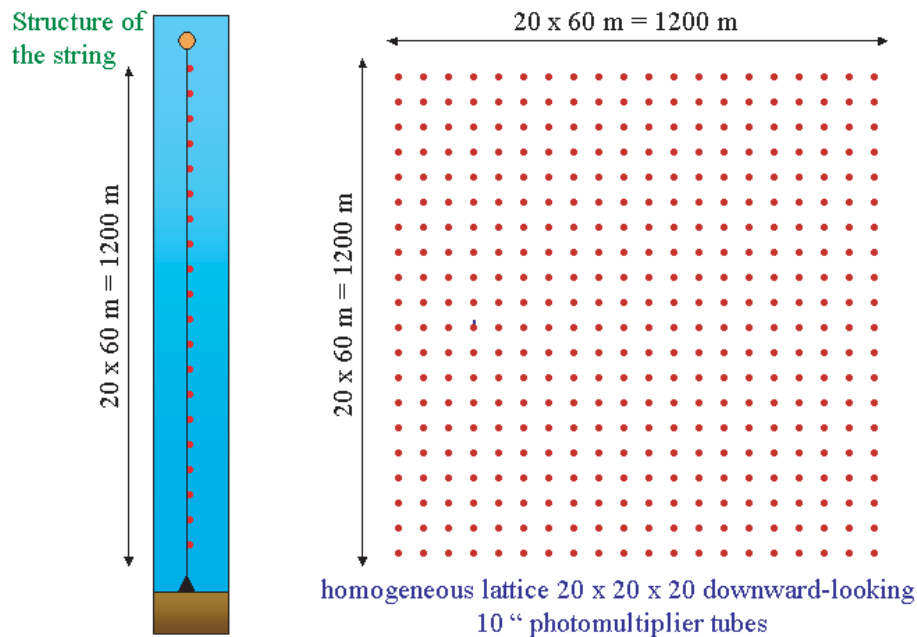 Structure of
the string
20 x 60 m = 1200 m
20 x 60 m = 1200 m
20 x 60 m = 1200 m
homogeneous lattice 20 x 20 x 20 downward-looking
10 “ photomultiplier tubes